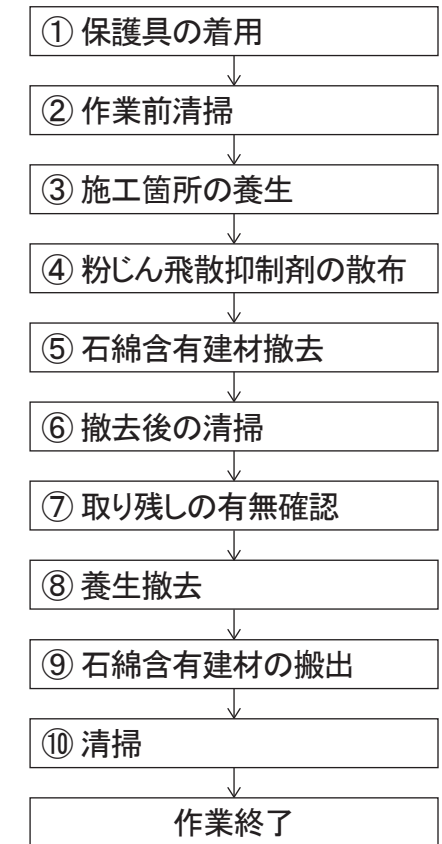 ① 保護具の着用
② 作業前清掃
③ 施工箇所の養生
④ 粉じん飛散抑制剤の散布
⑤ 石綿含有建材撤去
⑥ 撤去後の清掃
⑦ 取り残しの有無確認
⑧ 養生撤去
⑨ 石綿含有建材の搬出
⑩ 清掃
作業終了